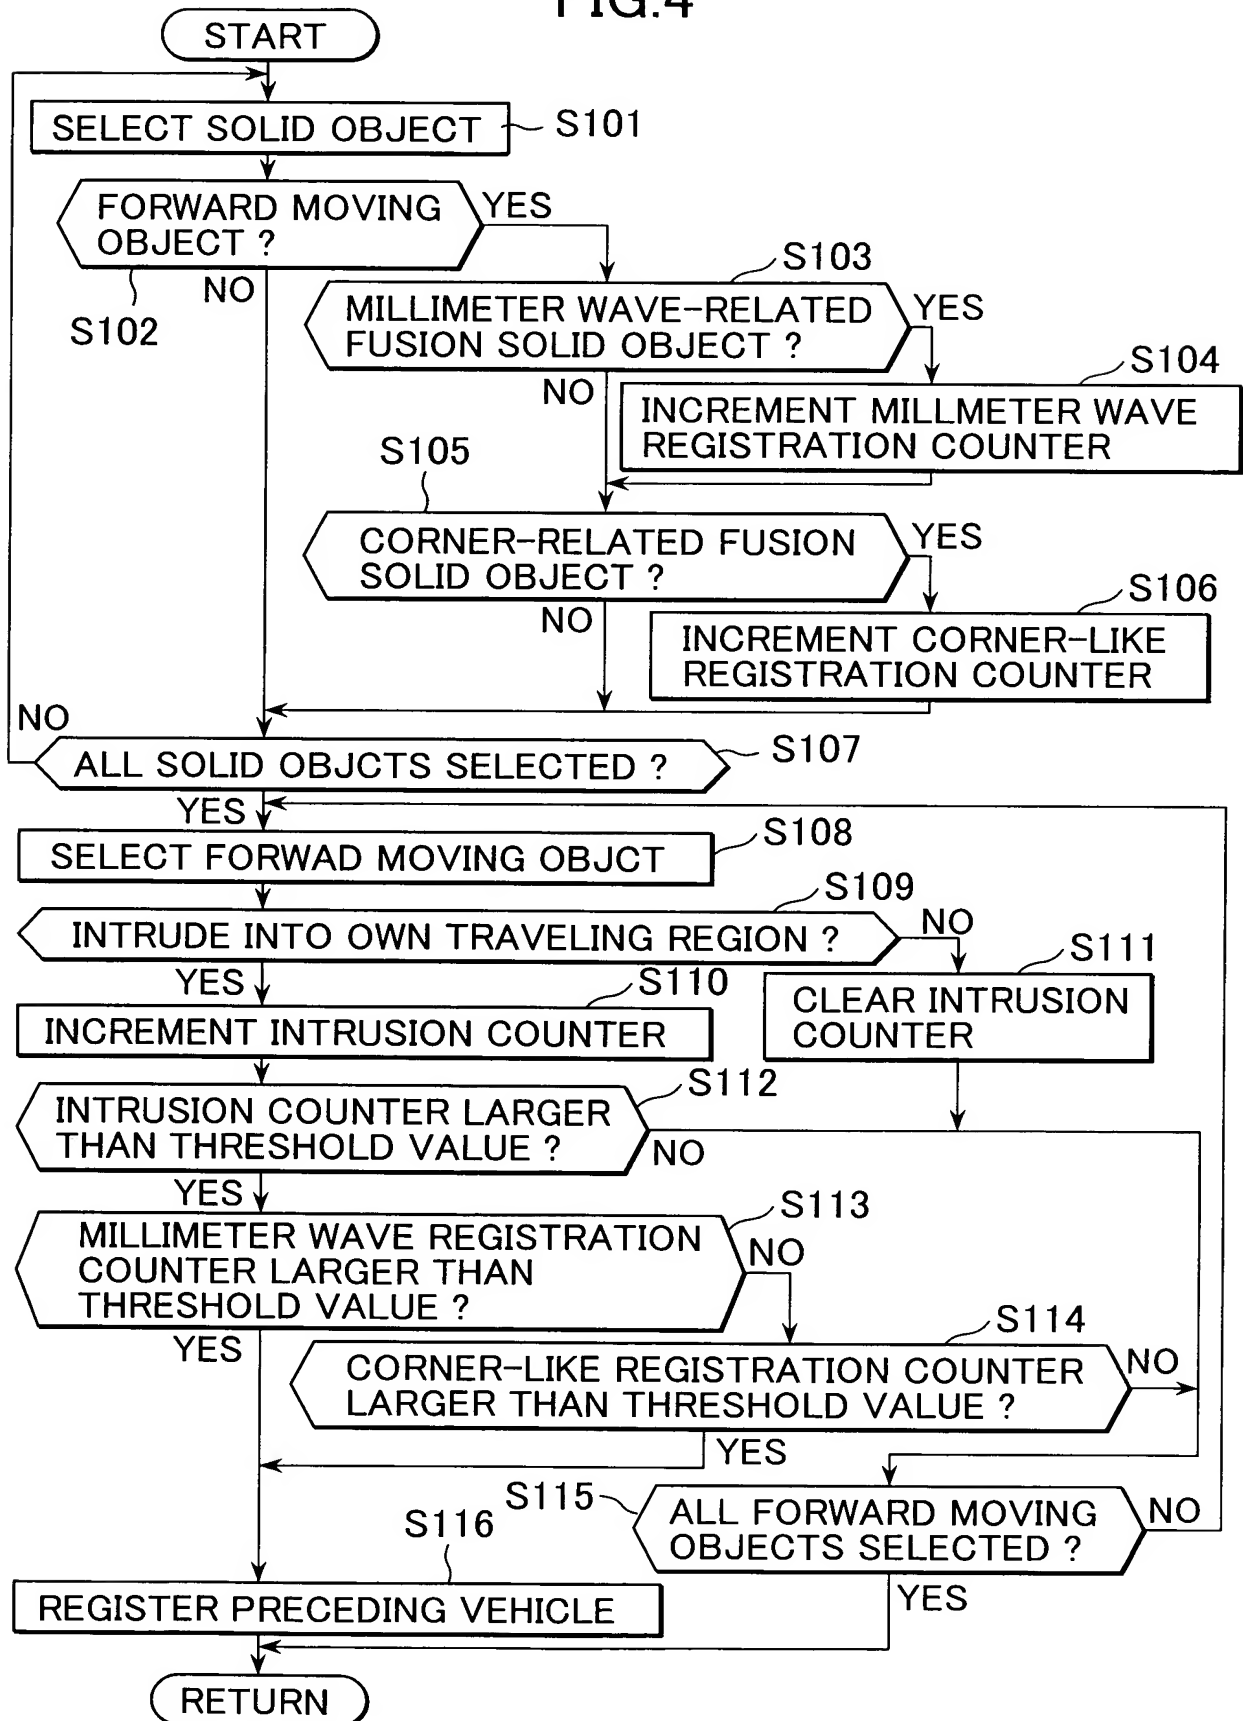 FIG.4
START
SELECT SOLID OBJECT
S101
FORWARD MOVING
OBJECT ?
YES
NO
S102
S103
MILLIMETER WAVE-RELATED
FUSION SOLID OBJECT ?
YES
NO
S104
INCREMENT MILLMETER WAVE
REGISTRATION COUNTER
S105
CORNER-RELATED FUSION
SOLID OBJECT ?
YES
NO
S106
INCREMENT CORNER-LIKE
REGISTRATION COUNTER
NO
ALL SOLID OBJCTS SELECTED ?
S107
YES
SELECT FORWAD MOVING OBJCT
S108
S109
INTRUDE INTO OWN TRAVELING REGION ?
NO
YES
S110
INCREMENT INTRUSION COUNTER
S111
CLEAR INTRUSION
COUNTER
S112
INTRUSION COUNTER LARGER
THAN THRESHOLD VALUE ?
NO
YES
S113
MILLIMETER WAVE REGISTRATION
COUNTER LARGER THAN
THRESHOLD VALUE ?
NO
YES
S114
CORNER-LIKE REGISTRATION COUNTER
LARGER THAN THRESHOLD VALUE ?
NO
YES
S115
ALL FORWARD MOVING
OBJECTS SELECTED ?
NO
YES
S116
REGISTER PRECEDING VEHICLE
RETURN